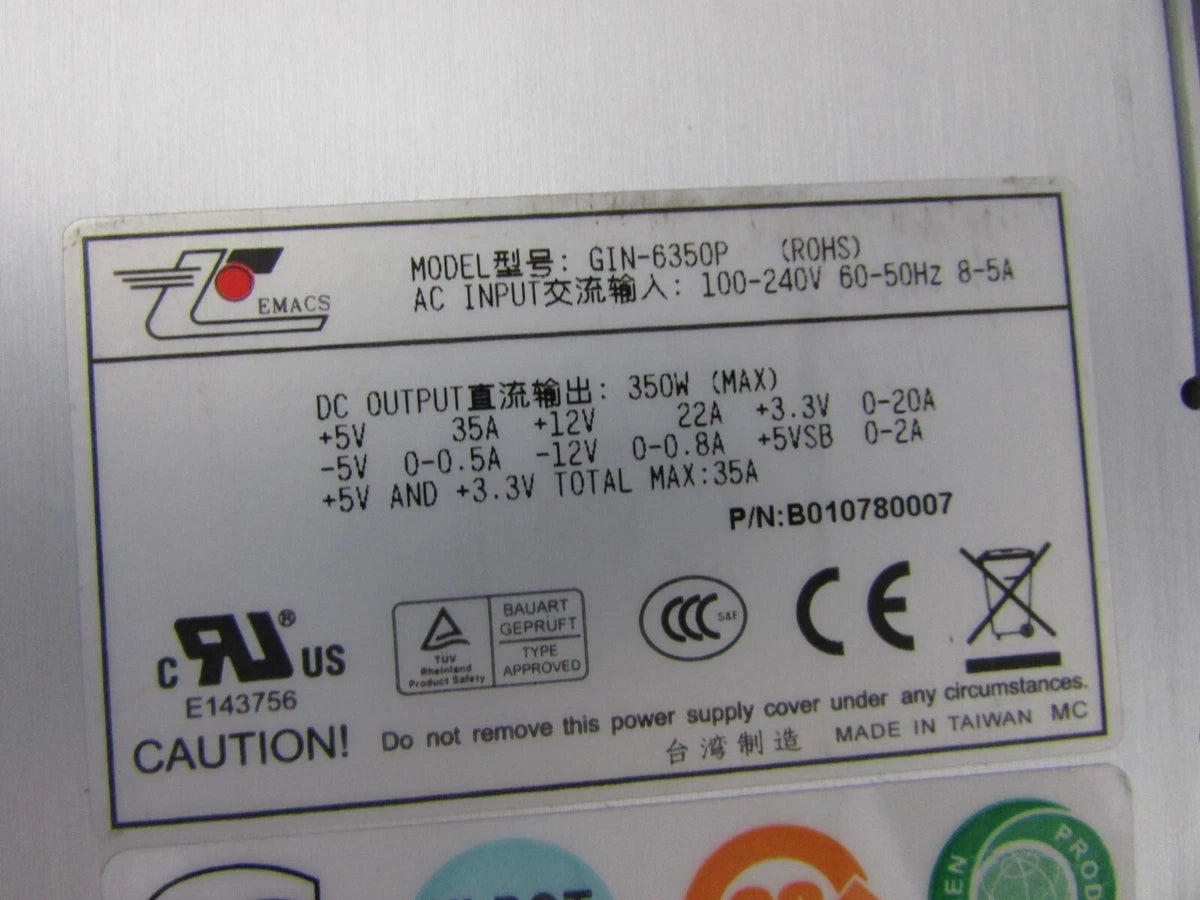 EMACS
MODEL型号: GIN-6350P (ROHS)
AC INPUT交流输入: 100-240V 60-50Hz 8-5A
DC OUTPUT直流输出: 350W (MAX)
+5V 35A +12V 22A +3.3V 0-20A
-5V 0-0.5A -12V 0-0.8A +5VSB 0-2A
+5V AND +3.3V TOTAL MAX:35A
P/N:B010780007
C RU ® US
E143756
TÜV
Rheinland
Product Safety
BAUART
GEPRÜFT
TYPE
APPROVED
CCC S&E
CE
CAUTION! Do not remove this power supply cover under any circumstances.
台湾制造 MADE IN TAIWAN MC